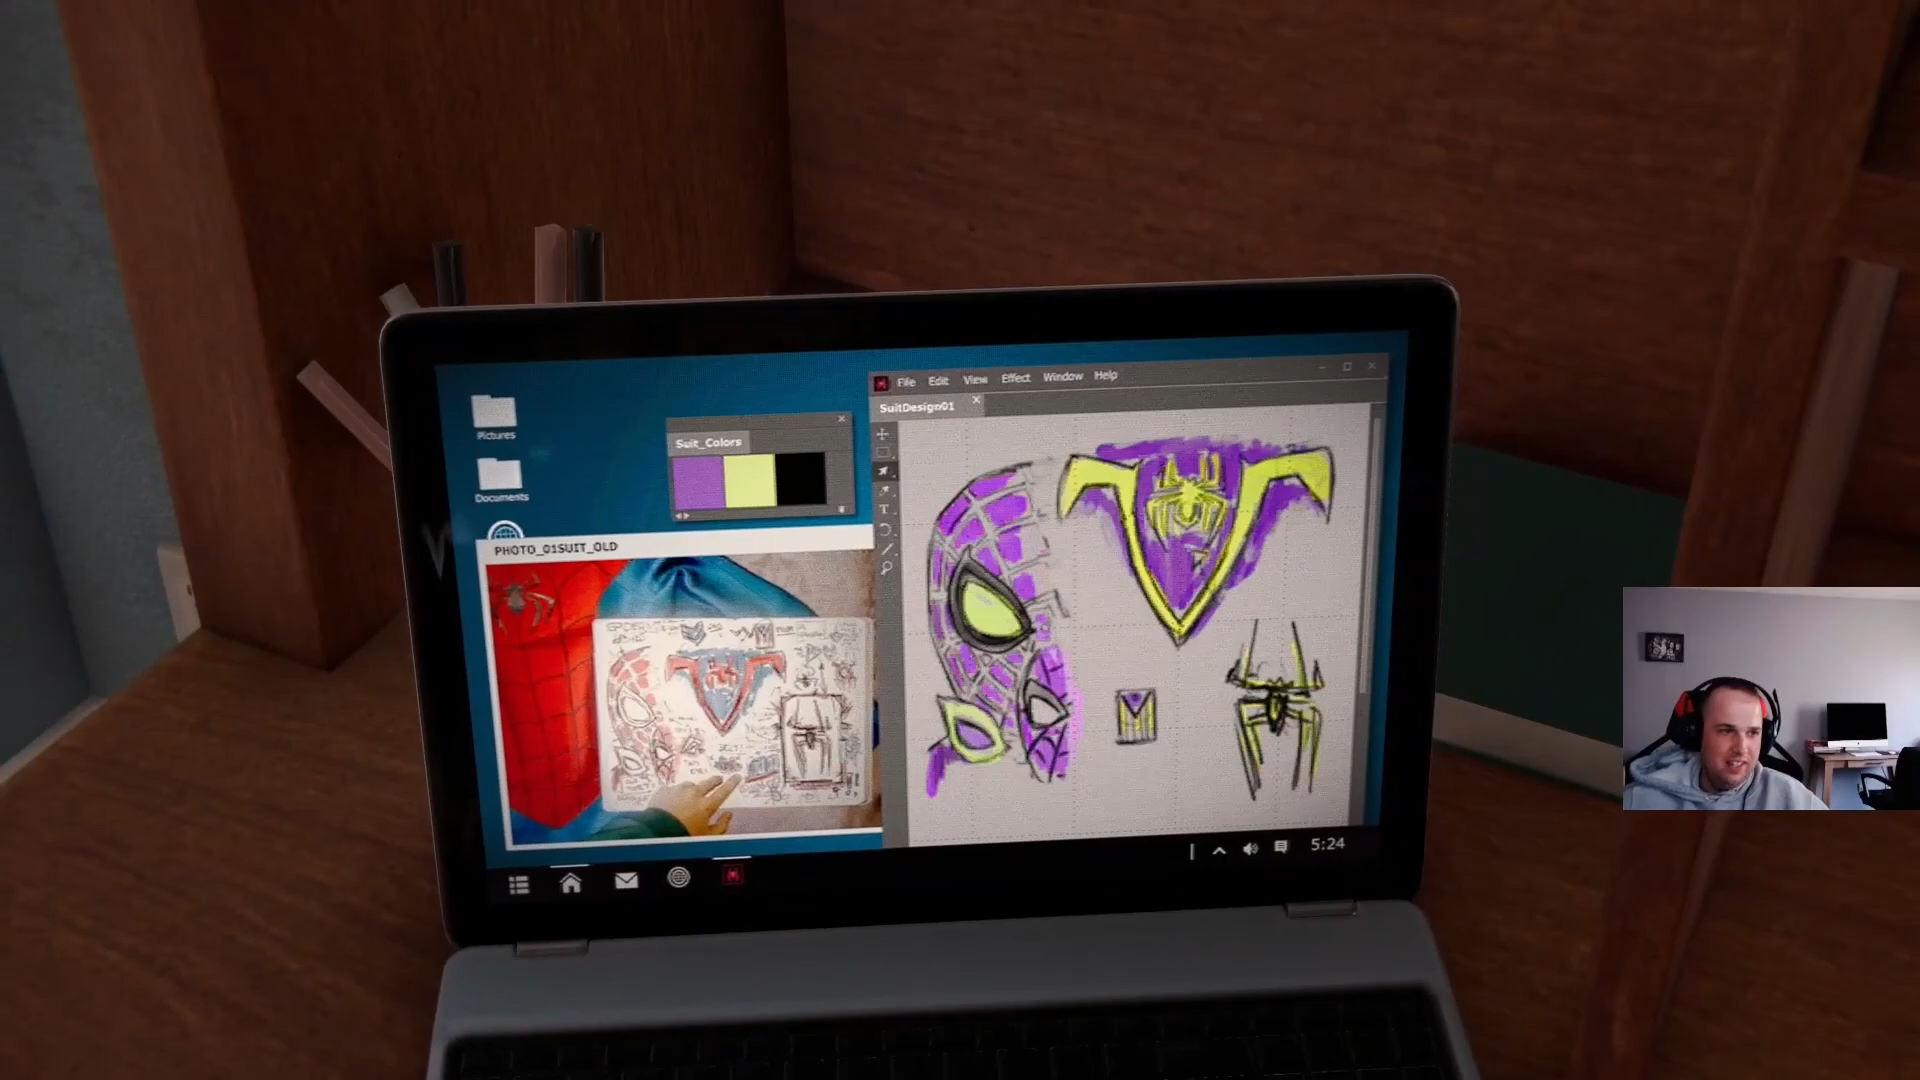 File Edit View Effect Window Help
SuitDesign01
Pictures
Suit_Colors
Documents
PHOTO_01SUIT_OLD
5:24